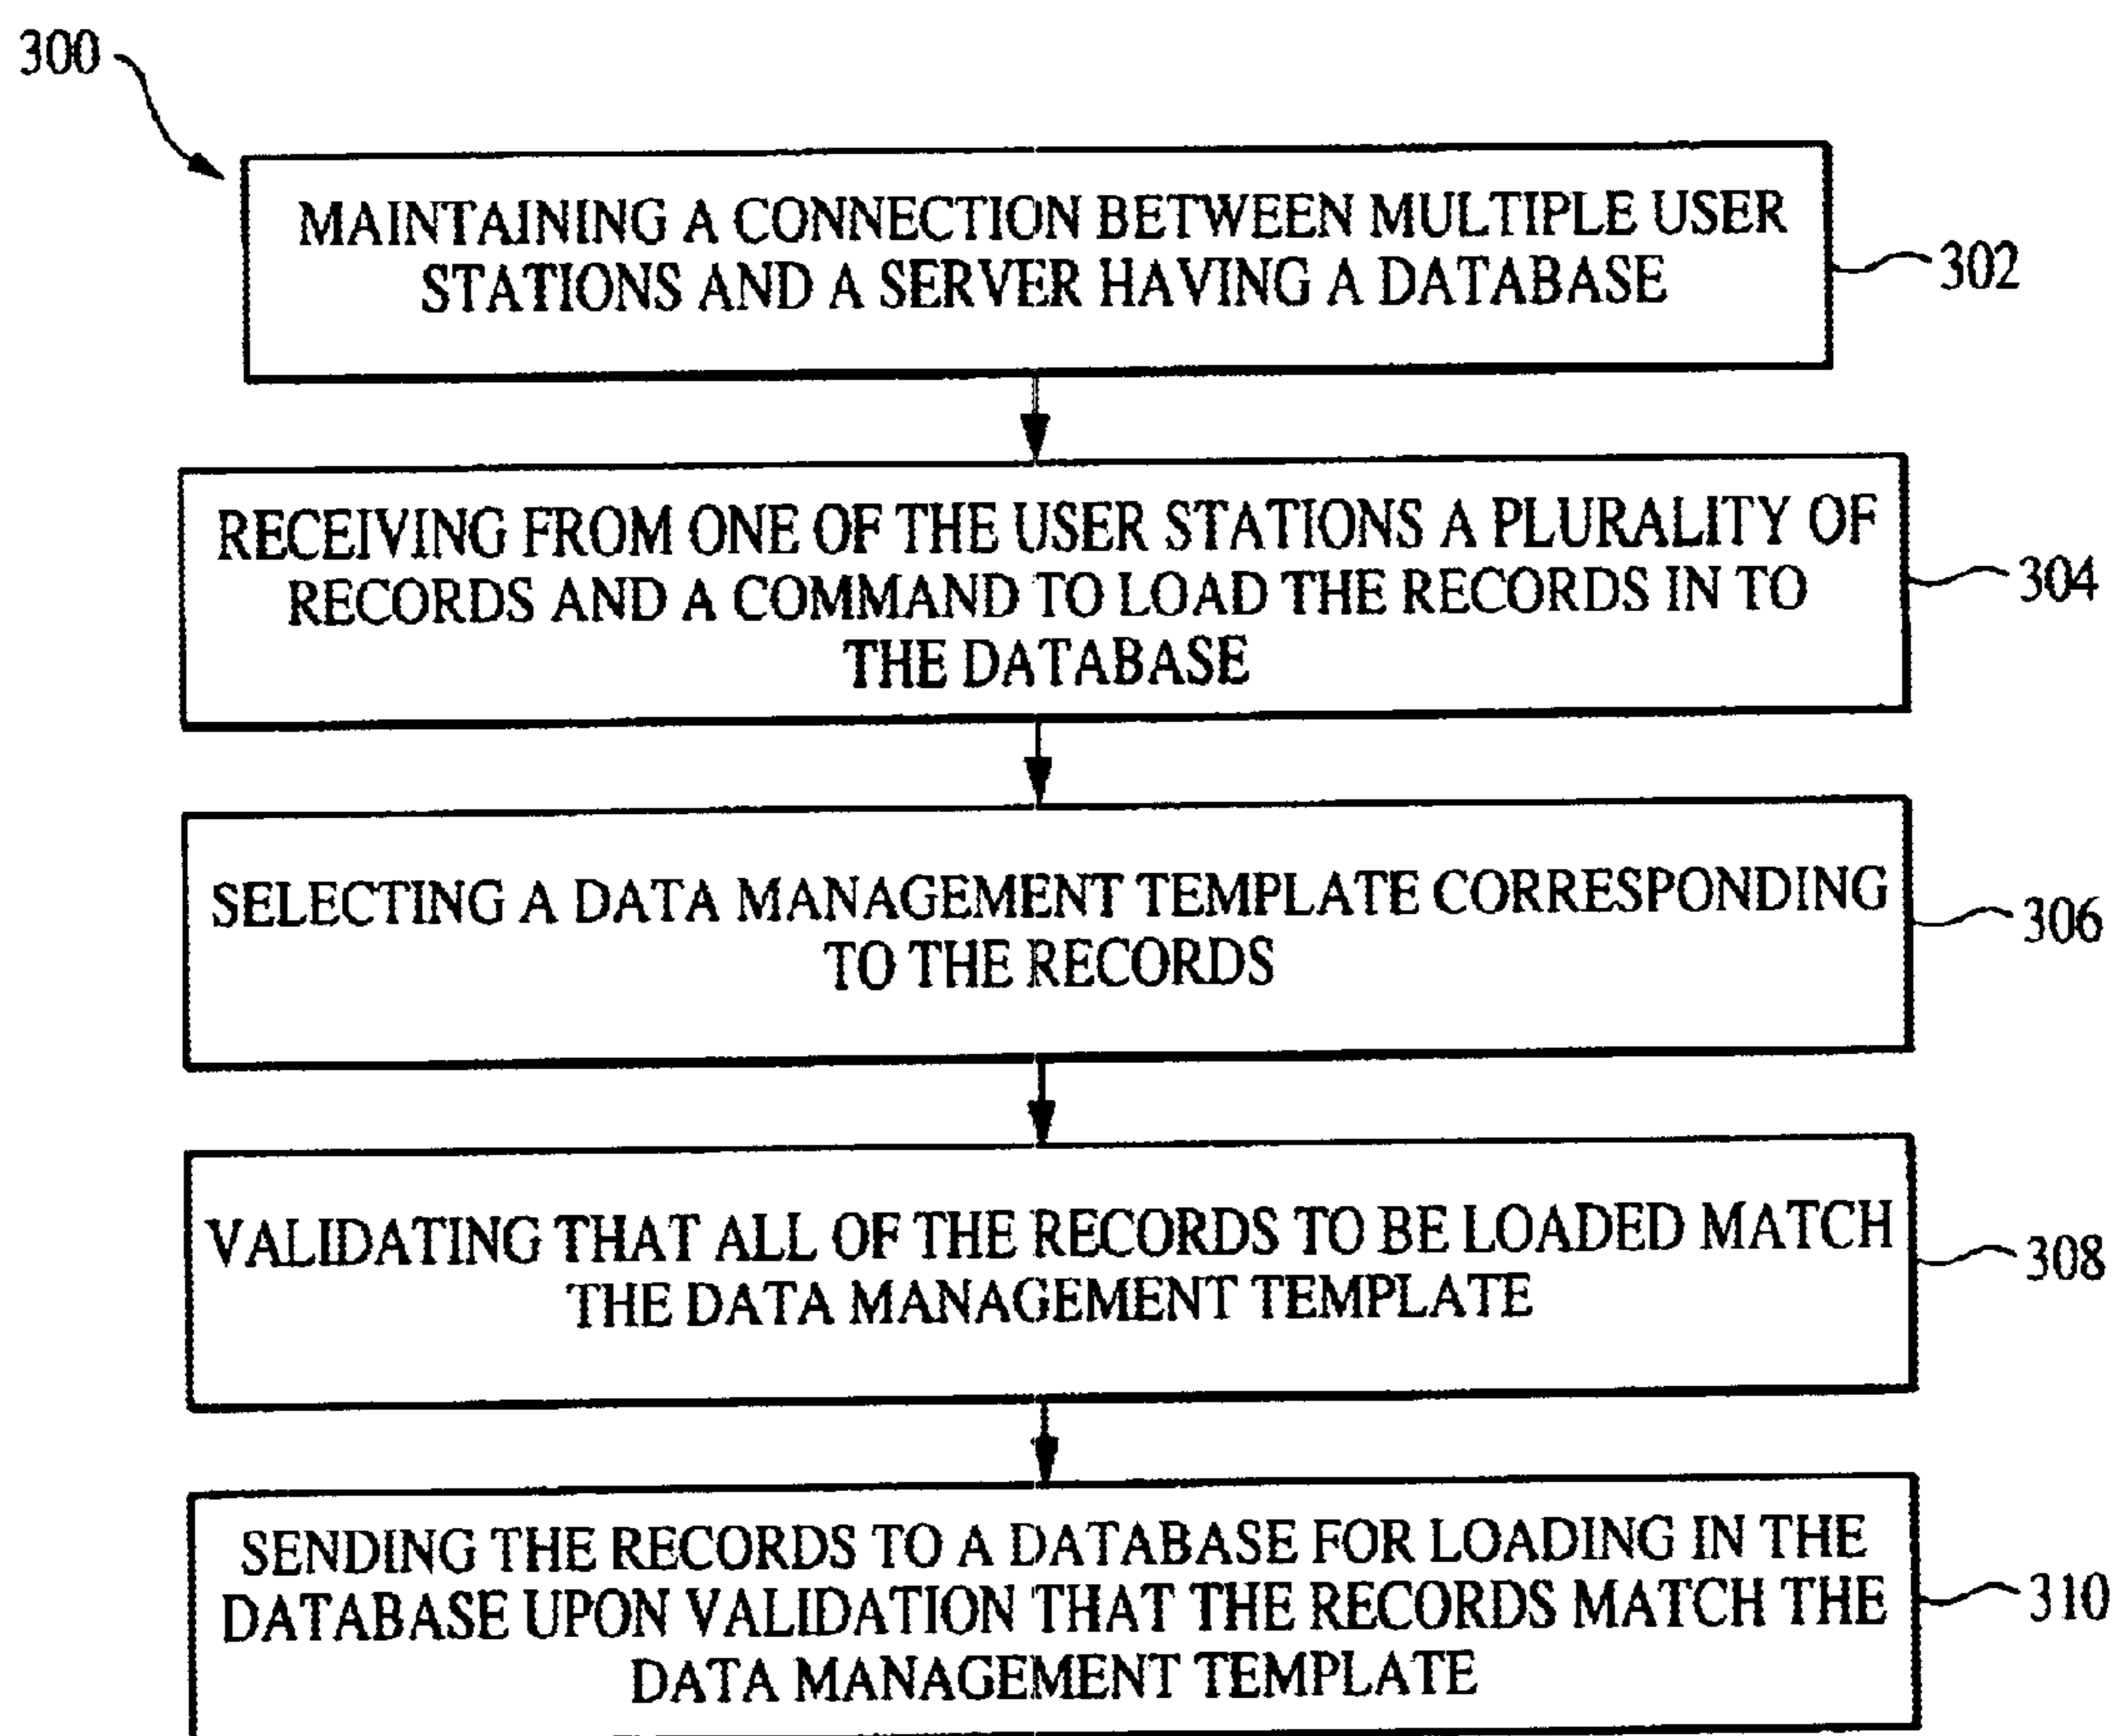 300
MAINTAINING A CONNECTION BETWEEN MULTIPLE USER
STATIONS AND A SERVER HAVING A DATABASE
302
RECEIVING FROM ONE OF THE USER STATIONS A PLURALITY OF
RECORDS AND A COMMAND TO LOAD THE RECORDS IN TO
THE DATABASE
304
SELECTING A DATA MANAGEMENT TEMPLATE CORRESPONDING
TO THE RECORDS
306
VALIDATING THAT ALL OF THE RECORDS TO BE LOADED MATCH
THE DATA MANAGEMENT TEMPLATE
308
SENDING THE RECORDS TO A DATABASE FOR LOADING IN THE
DATABASE UPON VALIDATION THAT THE RECORDS MATCH THE
DATA MANAGEMENT TEMPLATE
310